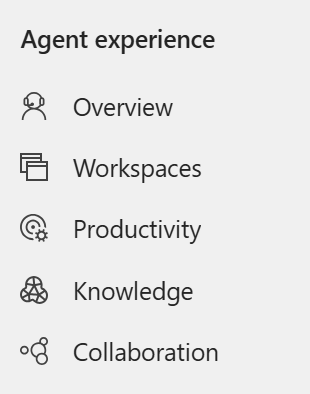 Agent experience
Overview
Workspaces
Productivity
Knowledge
Collaboration